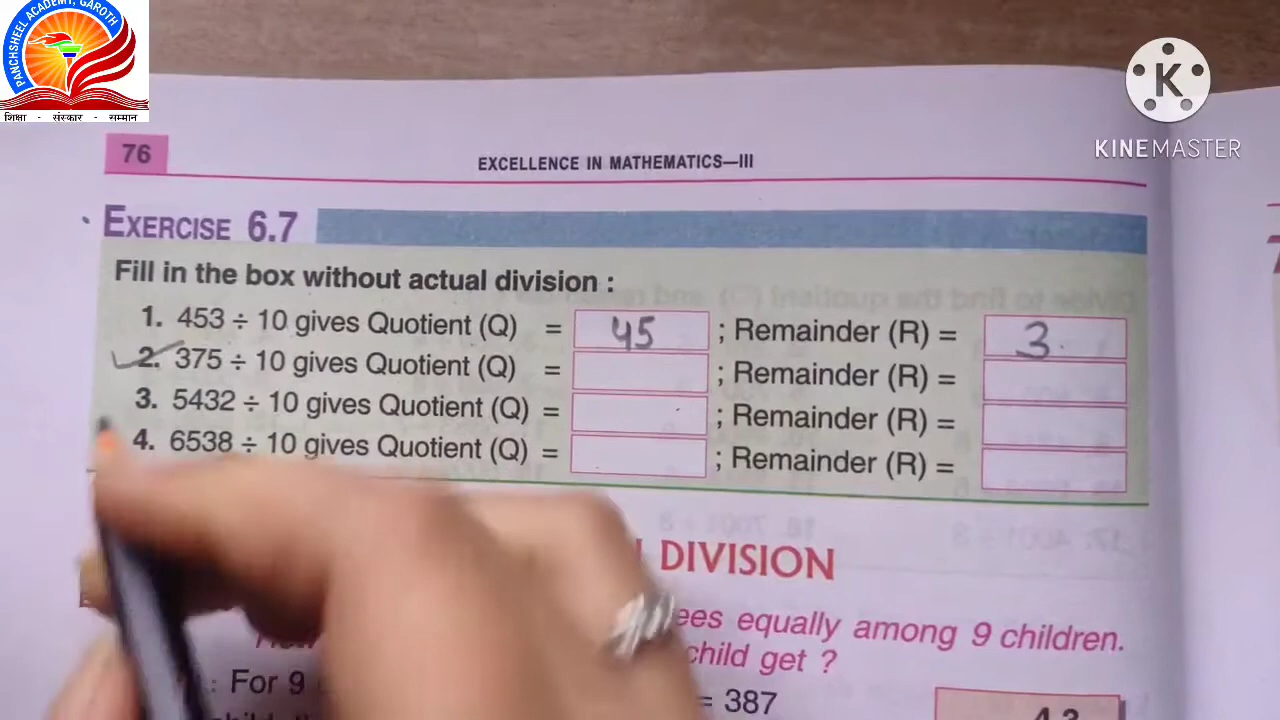 PANCHSHEEL ACADEMY, GAROTH
शिक्षा - संस्कार - सम्मान
K
KINEMASTER
76
EXCELLENCE IN MATHEMATICS—III
EXERCISE 6.7
Fill in the box without actual division :
1. 453 ÷ 10 gives Quotient (Q) = 45 ; Remainder (R) = 3
2. 375 ÷ 10 gives Quotient (Q) = ; Remainder (R) =
3. 5432 ÷ 10 gives Quotient (Q) = ; Remainder (R) =
4. 6538 ÷ 10 gives Quotient (Q) = ; Remainder (R) =
DIVISION
equally among 9 children.
child get ?
: For 9
= 387